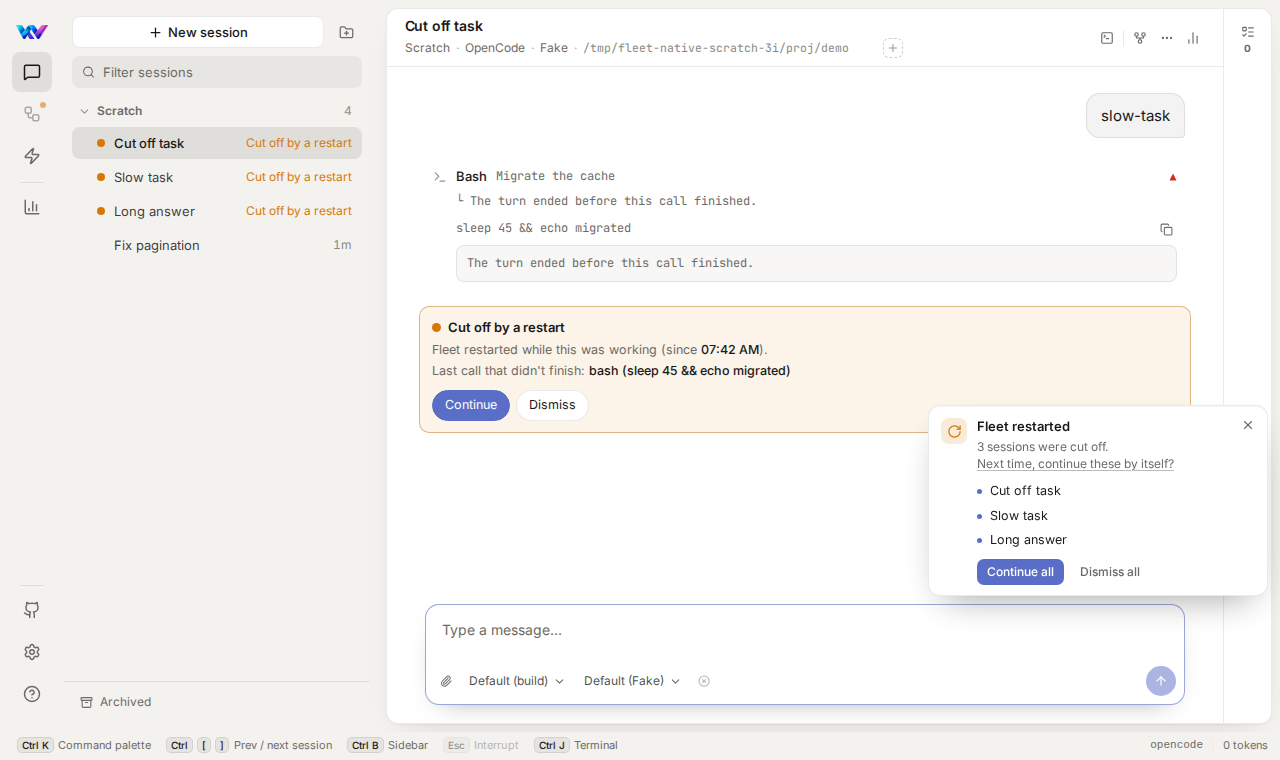 New session
Filter sessions
Scratch 4
Cut off task Cut off by a restart
Slow task Cut off by a restart
Long answer Cut off by a restart
Fix pagination 1m
Archived
Cut off task
Scratch · OpenCode · Fake · /tmp/fleet-native-scratch-3i/proj/demo
0
slow-task
Bash Migrate the cache
└ The turn ended before this call finished.
sleep 45 && echo migrated
The turn ended before this call finished.
Cut off by a restart
Fleet restarted while this was working (since 07:42 AM).
Last call that didn't finish: bash (sleep 45 && echo migrated)
Continue Dismiss
Fleet restarted
3 sessions were cut off.
Next time, continue these by itself?
Cut off task
Slow task
Long answer
Continue all Dismiss all
Type a message...
Default (build) Default (Fake)
Ctrl K Command palette Ctrl [ ] Prev / next session Ctrl B Sidebar Esc Interrupt Ctrl J Terminal opencode 0 tokens